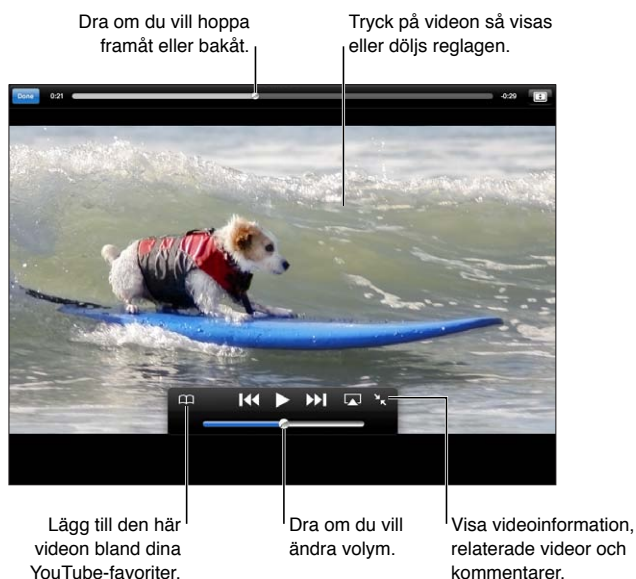 Dra om du vill hoppa
framåt eller bakåt.
Tryck på videon så visas
eller döljs reglagen.
Done 0:21 -0:29
Lägg till den här
videon bland dina
YouTube-favoriter.
Dra om du vill
ändra volym.
Visa videoinformation,
relaterade videor och
kommentarer.